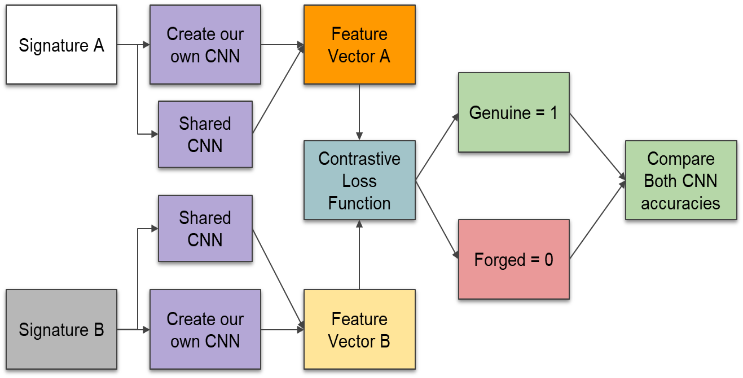 Signature A
Create our
own CNN
Feature
Vector A
Shared
CNN
Contrastive
Loss
Function
Genuine = 1
Compare
Both CNN
accuracies
Shared
CNN
Forged = 0
Signature B
Create our
own CNN
Feature
Vector B